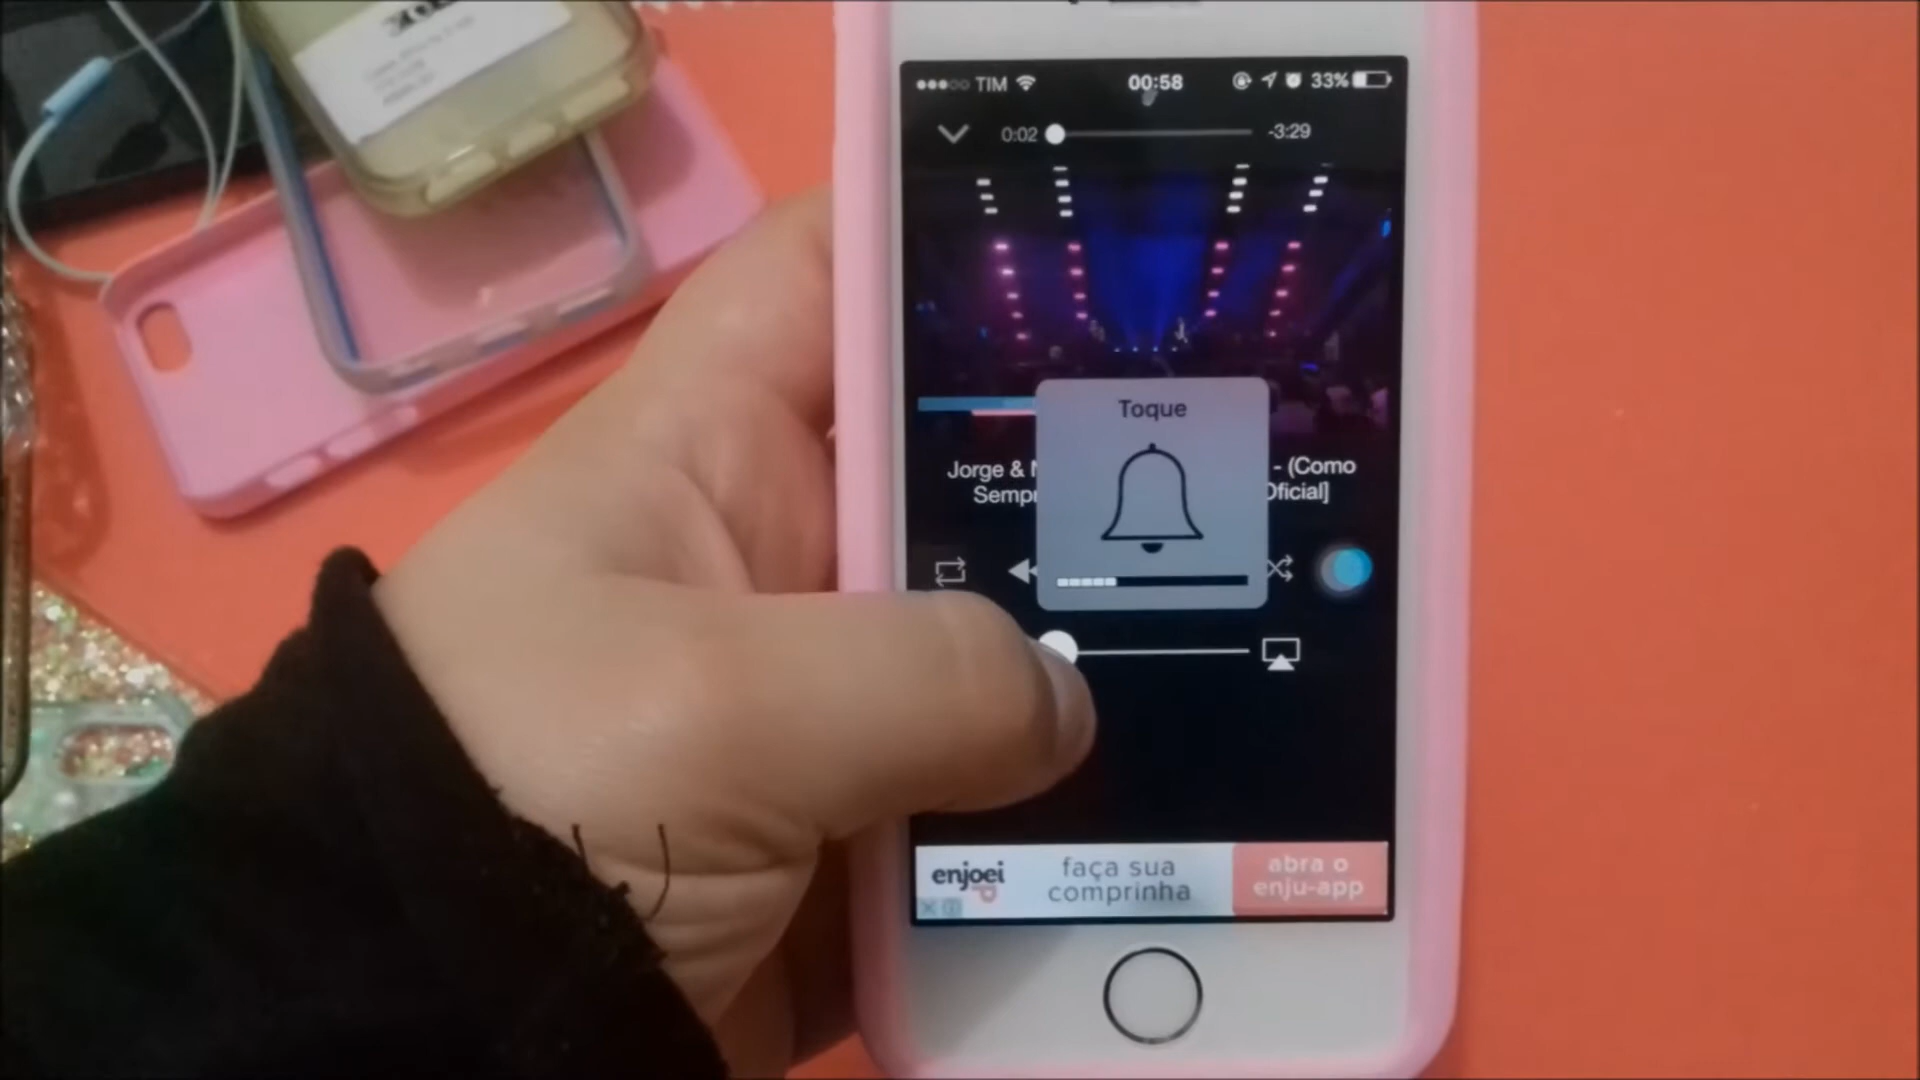 TIM 00:58 33%
0:02 -3:29
Toque
Jorge & - (Como
Oficial]
enjoei
faça sua
comprinha
abra o
enju-app